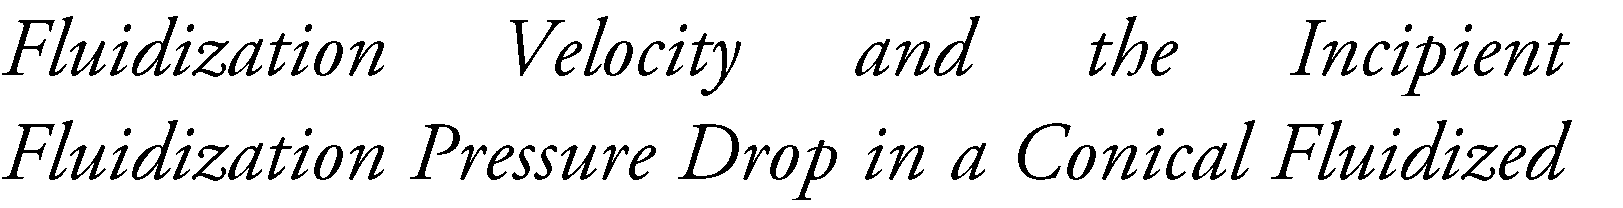 Fluidization Velocity and the Incipient
Fluidization Pressure Drop in a Conical Fluidized